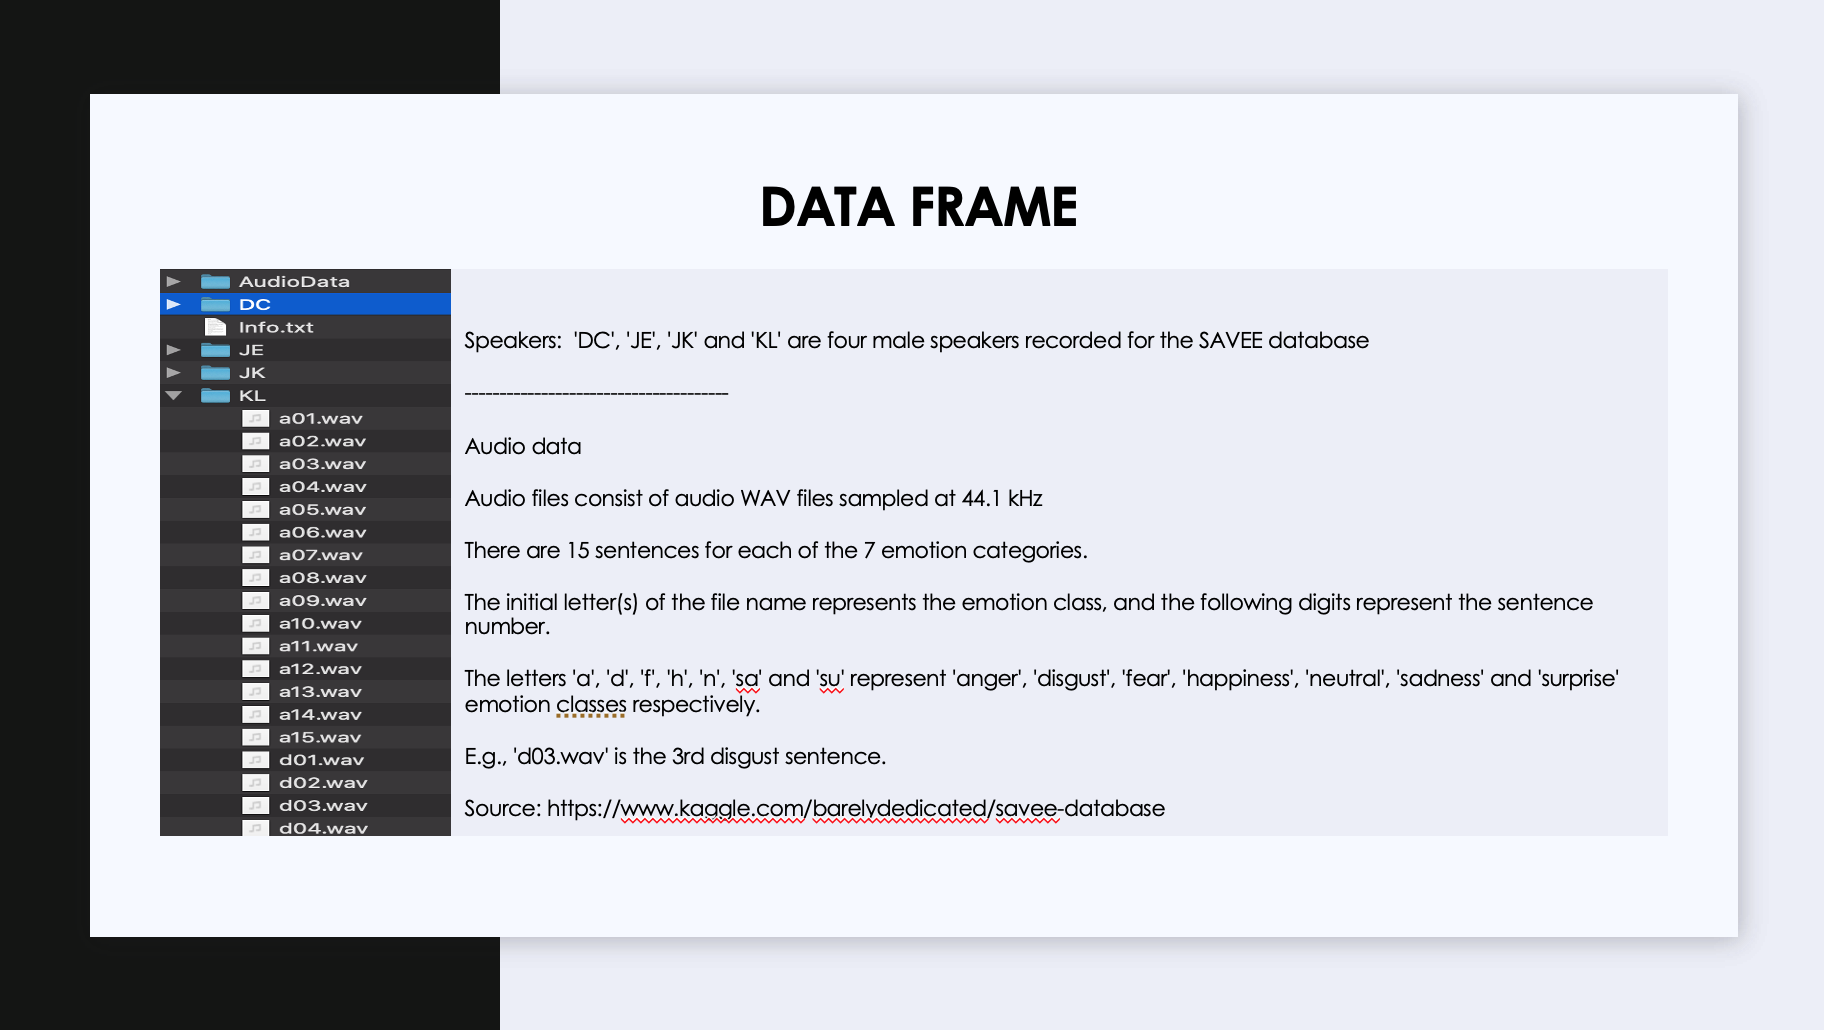 DATA FRAME
AudioData
DC
Info.txt
JE
JK
KL
a01.wav
a02.wav
a03.wav
a04.wav
a05.wav
a06.wav
a07.wav
a08.wav
a09.wav
a10.wav
a11.wav
a12.wav
a13.wav
a14.wav
a15.wav
d01.wav
d02.wav
d03.wav
d04.wav
Speakers:  'DC', 'JE', 'JK' and 'KL' are four male speakers recorded for the SAVEE database
--------------------------------------
Audio data
Audio files consist of audio WAV files sampled at 44.1 kHz
There are 15 sentences for each of the 7 emotion categories.
The initial letter(s) of the file name represents the emotion class, and the following digits represent the sentence
number.
The letters 'a', 'd', 'f', 'h', 'n', 'sa' and 'su' represent 'anger', 'disgust', 'fear', 'happiness', 'neutral', 'sadness' and 'surprise'
emotion classes respectively.
E.g., 'd03.wav' is the 3rd disgust sentence.
Source: https://www.kaggle.com/barelydedicated/savee-database